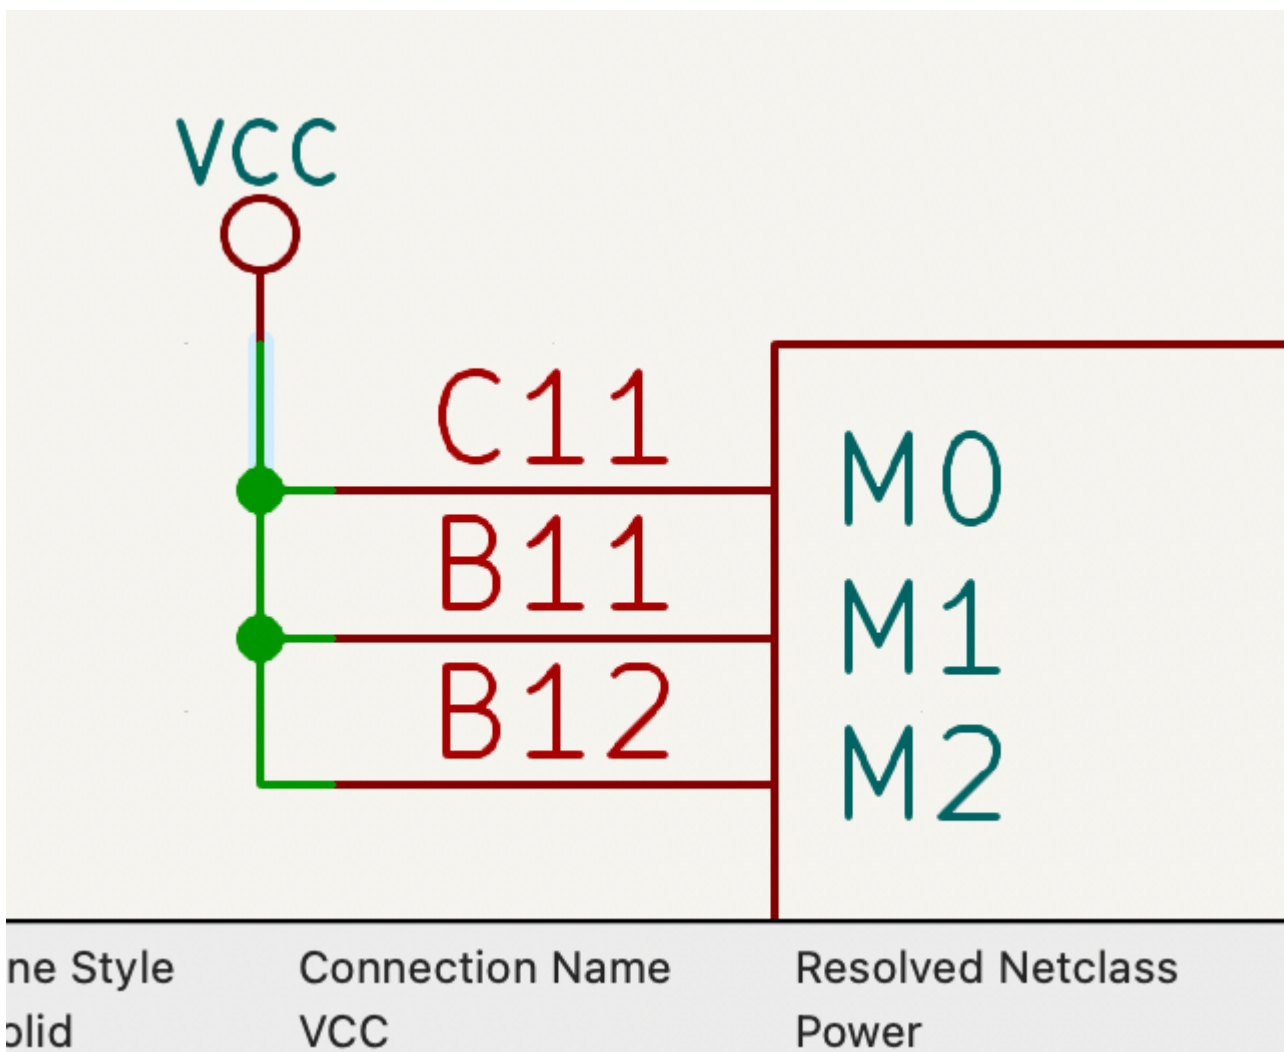 VCC
C11
M0
B11
M1
B12
M2
ne Style Connection Name Resolved Netclass
olid VCC Power